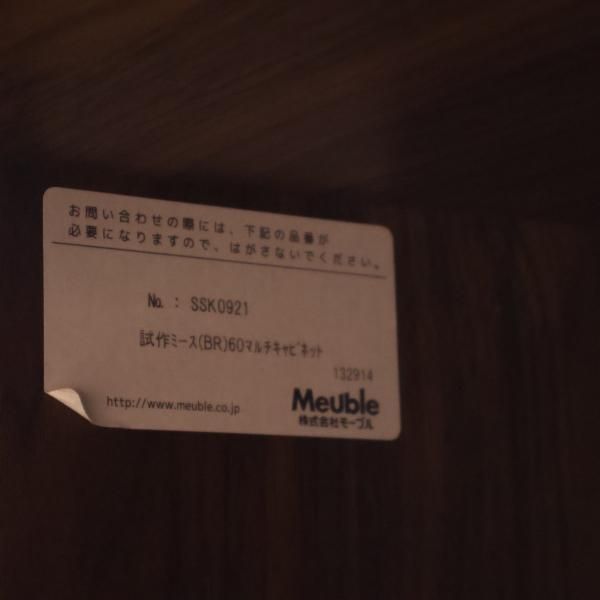 お問い合わせの際には、下記の品番が
必要になりますので、はがさないでください。
No. : SSK0921
試作ミース(BR)60マルチキャビネット
132914
http://www.meuble.co.jp
Meuble
株式会社モーブル